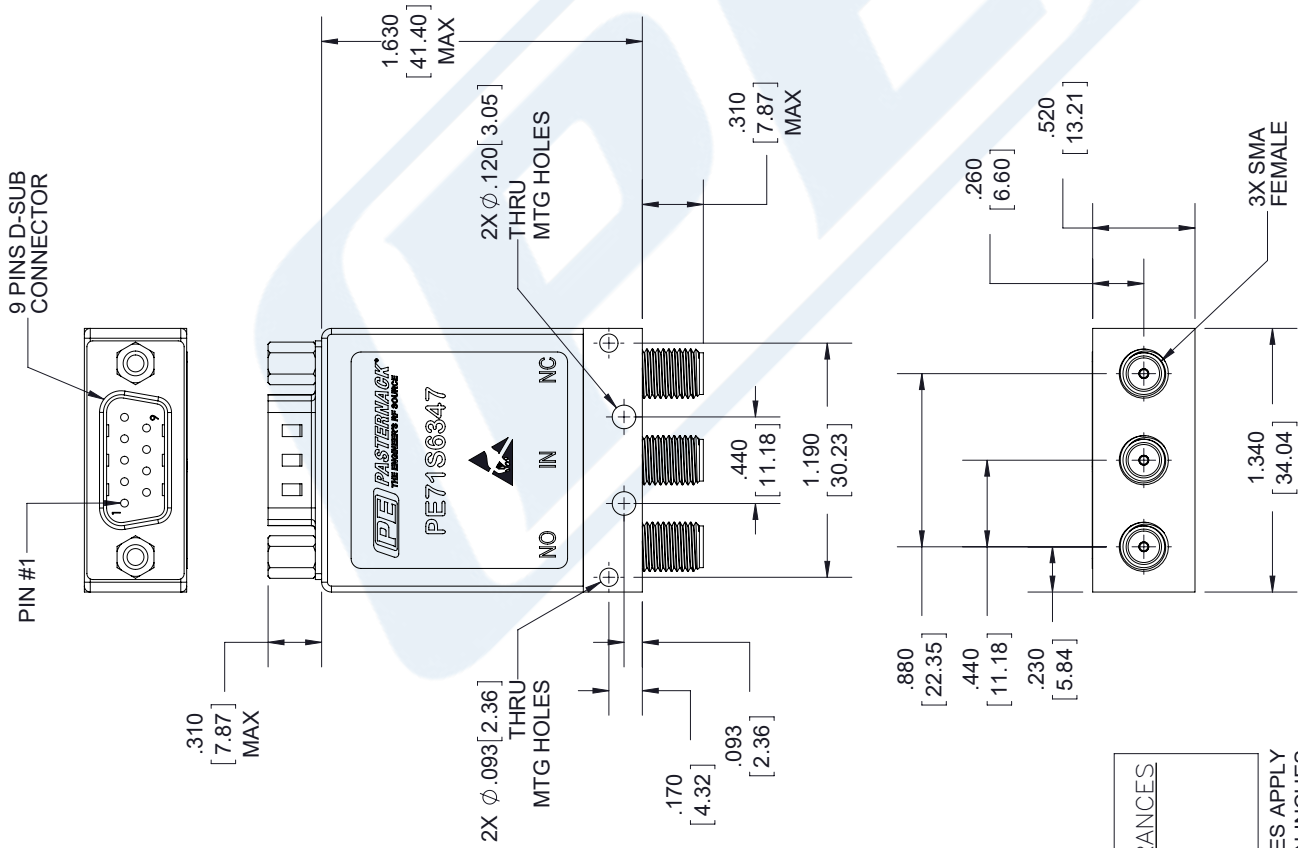 9 PINS D-SUB
CONNECTOR
PIN #1
1
9
.310
[7.87]
MAX
1.630
[41.40]
MAX
PE PASTERNACK®
THE ENGINEER'S RF SOURCE
PE71S6347
NO
IN
NC
2X Ø.120[3.05]
THRU
MTG HOLES
2X Ø.093[2.36]
THRU
MTG HOLES
.310
[7.87]
MAX
.170
[4.32]
.093
[2.36]
.440
[11.18]
1.190
[30.23]
.880
[22.35]
.440
[11.18]
.230
[5.84]
.260
[6.60]
.520
[13.21]
3X SMA
FEMALE
1.340
[34.04]
RANCES
ES APPLY